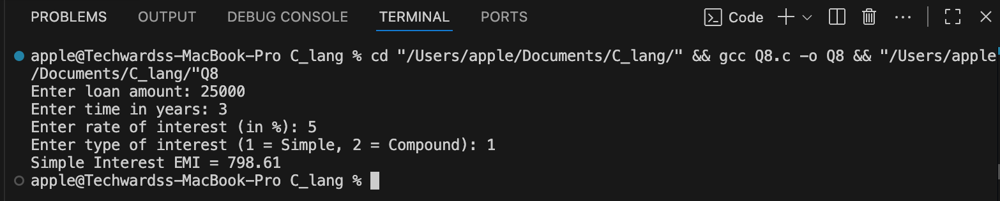 PROBLEMS OUTPUT DEBUG CONSOLE TERMINAL PORTS Code
apple@Techwardss-MacBook-Pro C_lang % cd "/Users/apple/Documents/C_lang/" && gcc Q8.c -o Q8 && "/Users/apple
/Documents/C_lang/"Q8
Enter loan amount: 25000
Enter time in years: 3
Enter rate of interest (in %): 5
Enter type of interest (1 = Simple, 2 = Compound): 1
Simple Interest EMI = 798.61
apple@Techwardss-MacBook-Pro C_lang %